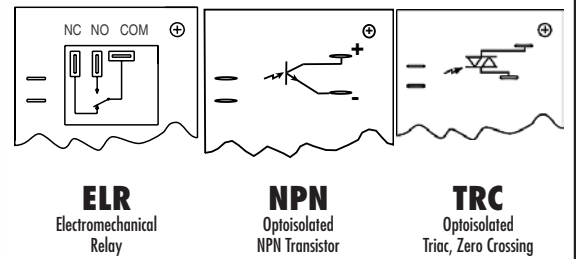 NC NO COM
+
-
ELR
Electromechanical
Relay
NPN
Optoisolated
NPN Transistor
TRC
Optoisolated
Triac, Zero Crossing